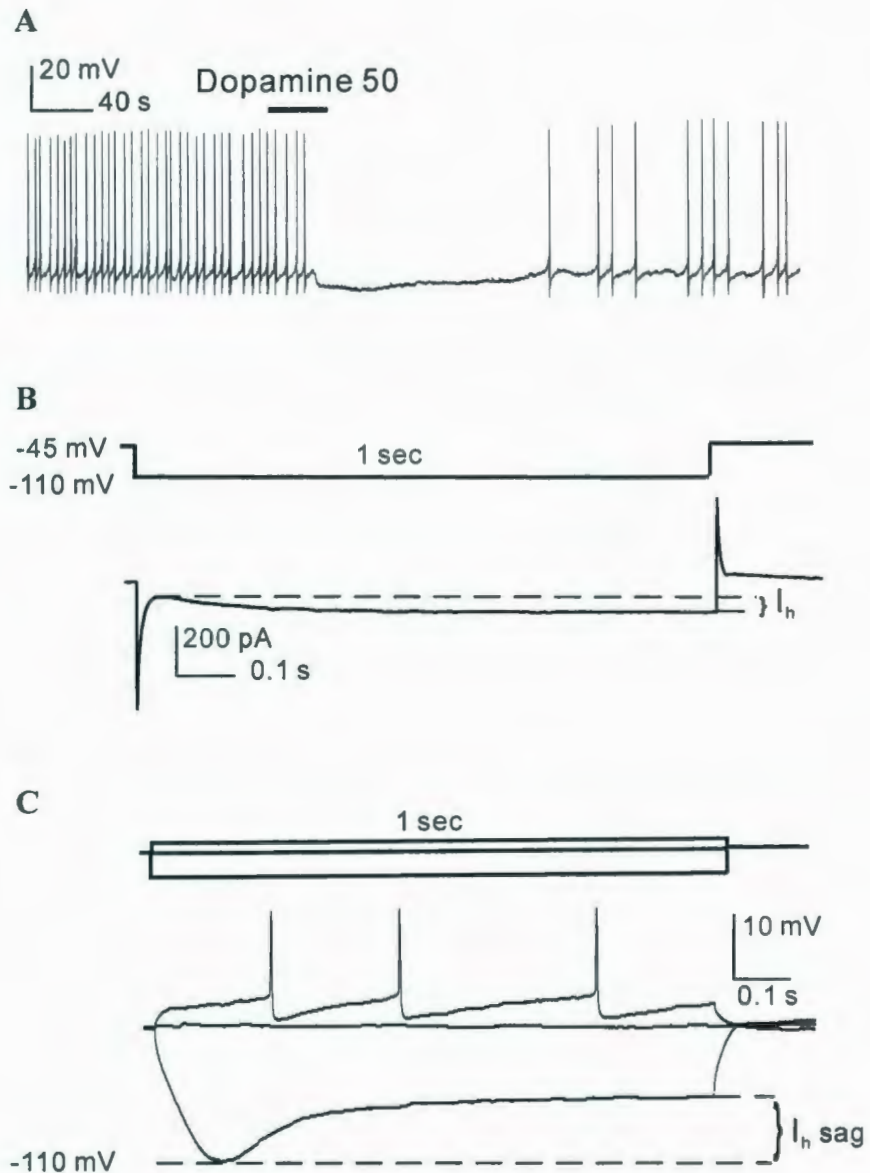 A
20 mV
40 s
Dopamine 50
B
-45 mV
1 sec
-110 mV
} Iₕ
200 pA
0.1 s
C
1 sec
10 mV
0.1 s
} Iₕ sag
-110 mV